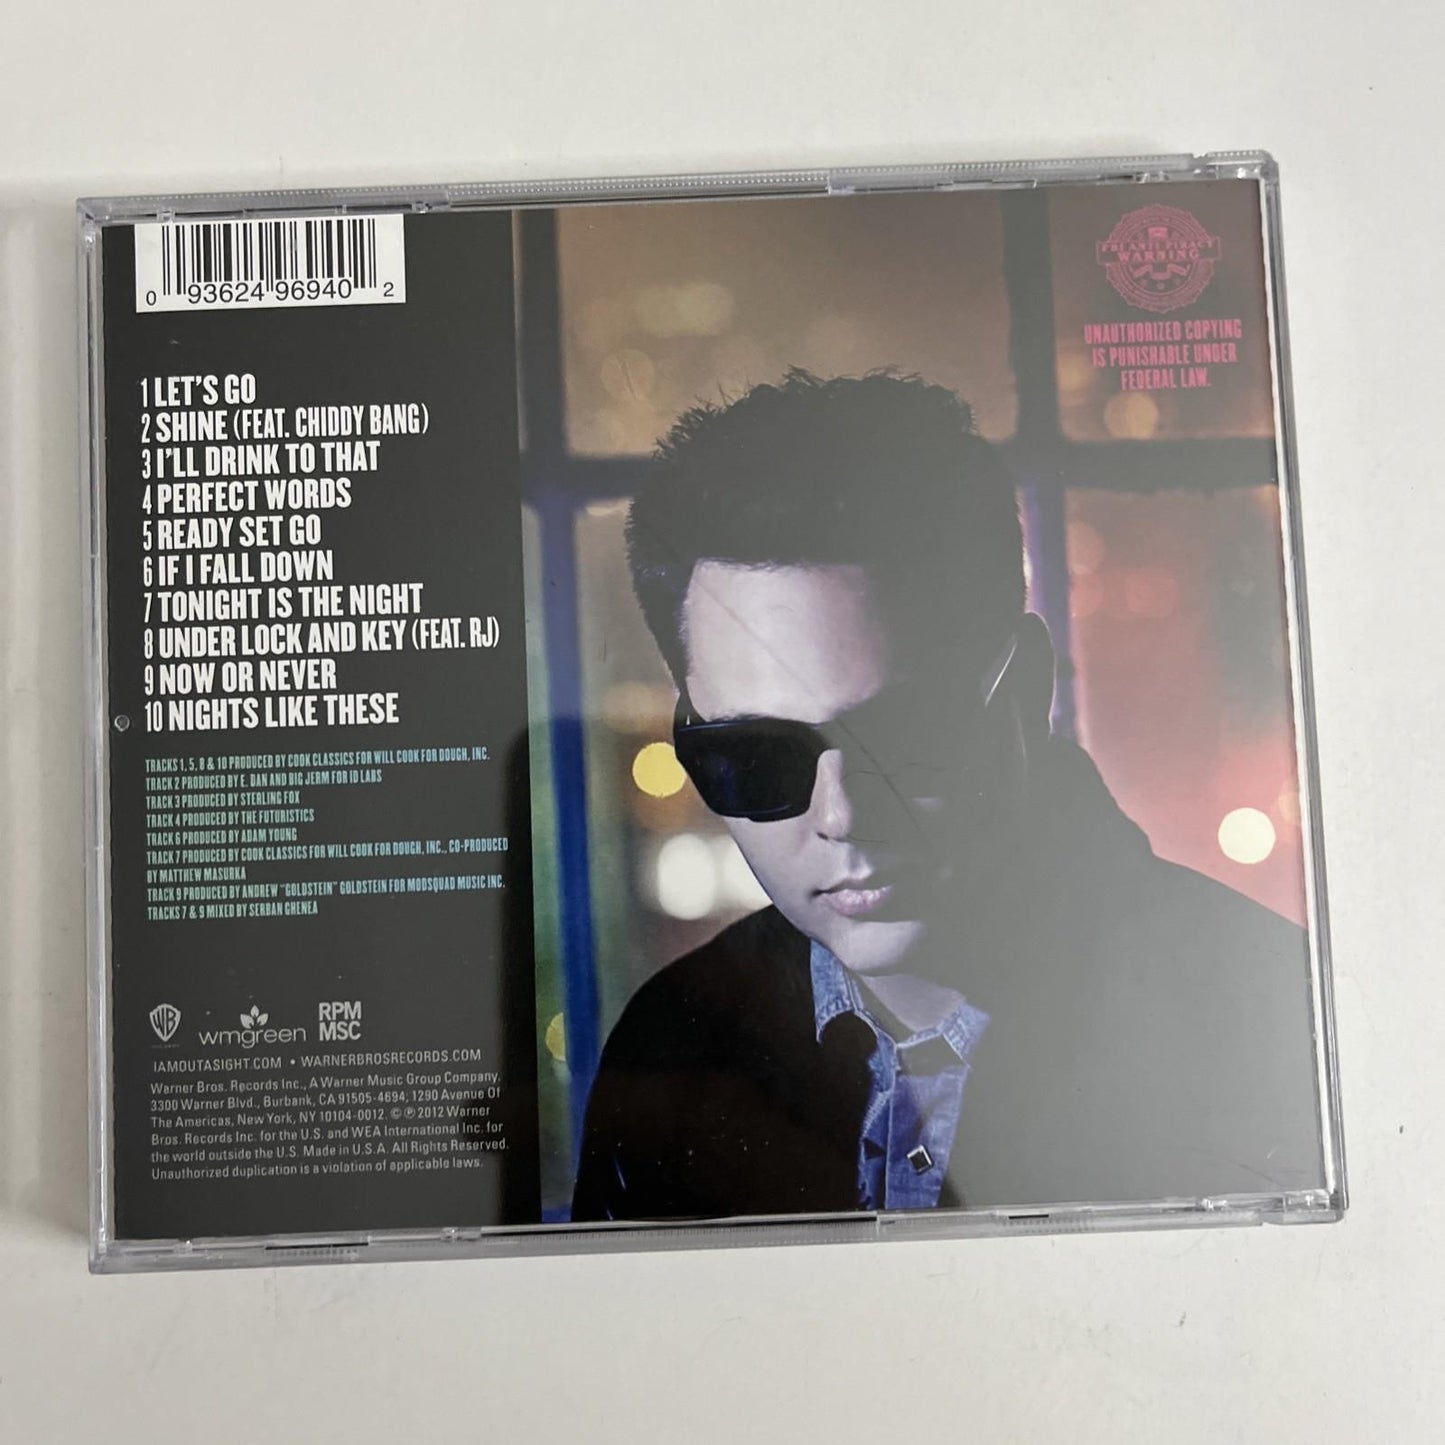 0 93624 96940 2
FBI ANTI-PIRACY
WARNING
UNAUTHORIZED COPYING
IS PUNISHABLE UNDER
FEDERAL LAW.
1 LET'S GO
2 SHINE (FEAT. CHIDDY BANG)
3 I'LL DRINK TO THAT
4 PERFECT WORDS
5 READY SET GO
6 IF I FALL DOWN
7 TONIGHT IS THE NIGHT
8 UNDER LOCK AND KEY (FEAT. RJ)
9 NOW OR NEVER
10 NIGHTS LIKE THESE
TRACKS 1, 5, 8 & 10 PRODUCED BY COOK CLASSICS FOR WILL COOK FOR DOUGH, INC.
TRACK 2 PRODUCED BY E. DAN AND BIG JERM FOR ID LABS
TRACK 3 PRODUCED BY STERLING FOX
TRACK 4 PRODUCED BY THE FUTURISTICS
TRACK 6 PRODUCED BY ADAM YOUNG
TRACK 7 PRODUCED BY COOK CLASSICS FOR WILL COOK FOR DOUGH, INC., CO-PRODUCED
BY MATTHEW MASURKA
TRACK 9 PRODUCED BY ANDREW "GOLDSTEIN" GOLDSTEIN FOR MODSQUAD MUSIC INC.
TRACKS 7 & 9 MIXED BY SERBAN GHENEA
WB
wmgreen
RPM
MSC
IAMOUTASIGHT.COM • WARNERBROSRECORDS.COM
Warner Bros. Records Inc., A Warner Music Group Company,
3300 Warner Blvd., Burbank, CA 91505-4694; 1290 Avenue Of
The Americas, New York, NY 10104-0012. © ℗ 2012 Warner
Bros. Records Inc. for the U.S. and WEA International Inc. for
the world outside the U.S. Made in U.S.A. All Rights Reserved.
Unauthorized duplication is a violation of applicable laws.